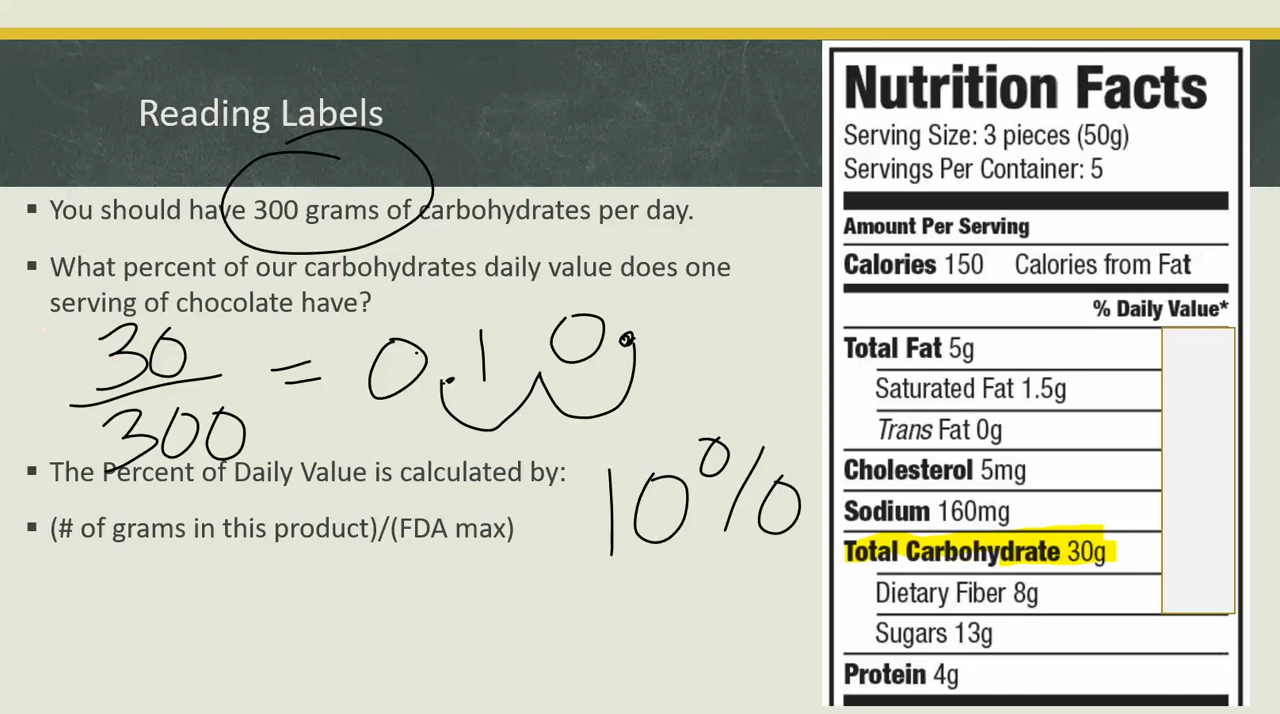 Reading Labels
▪ You should have 300 grams of carbohydrates per day.
▪ What percent of our carbohydrates daily value does one
serving of chocolate have?
30
300
= 0.10
▪ The Percent of Daily Value is calculated by:
10%
▪ (# of grams in this product)/(FDA max)
Nutrition Facts
Serving Size: 3 pieces (50g)
Servings Per Container: 5
Amount Per Serving
Calories 150 Calories from Fat
% Daily Value*
Total Fat 5g
Saturated Fat 1.5g
Trans Fat 0g
Cholesterol 5mg
Sodium 160mg
Total Carbohydrate 30g
Dietary Fiber 8g
Sugars 13g
Protein 4g